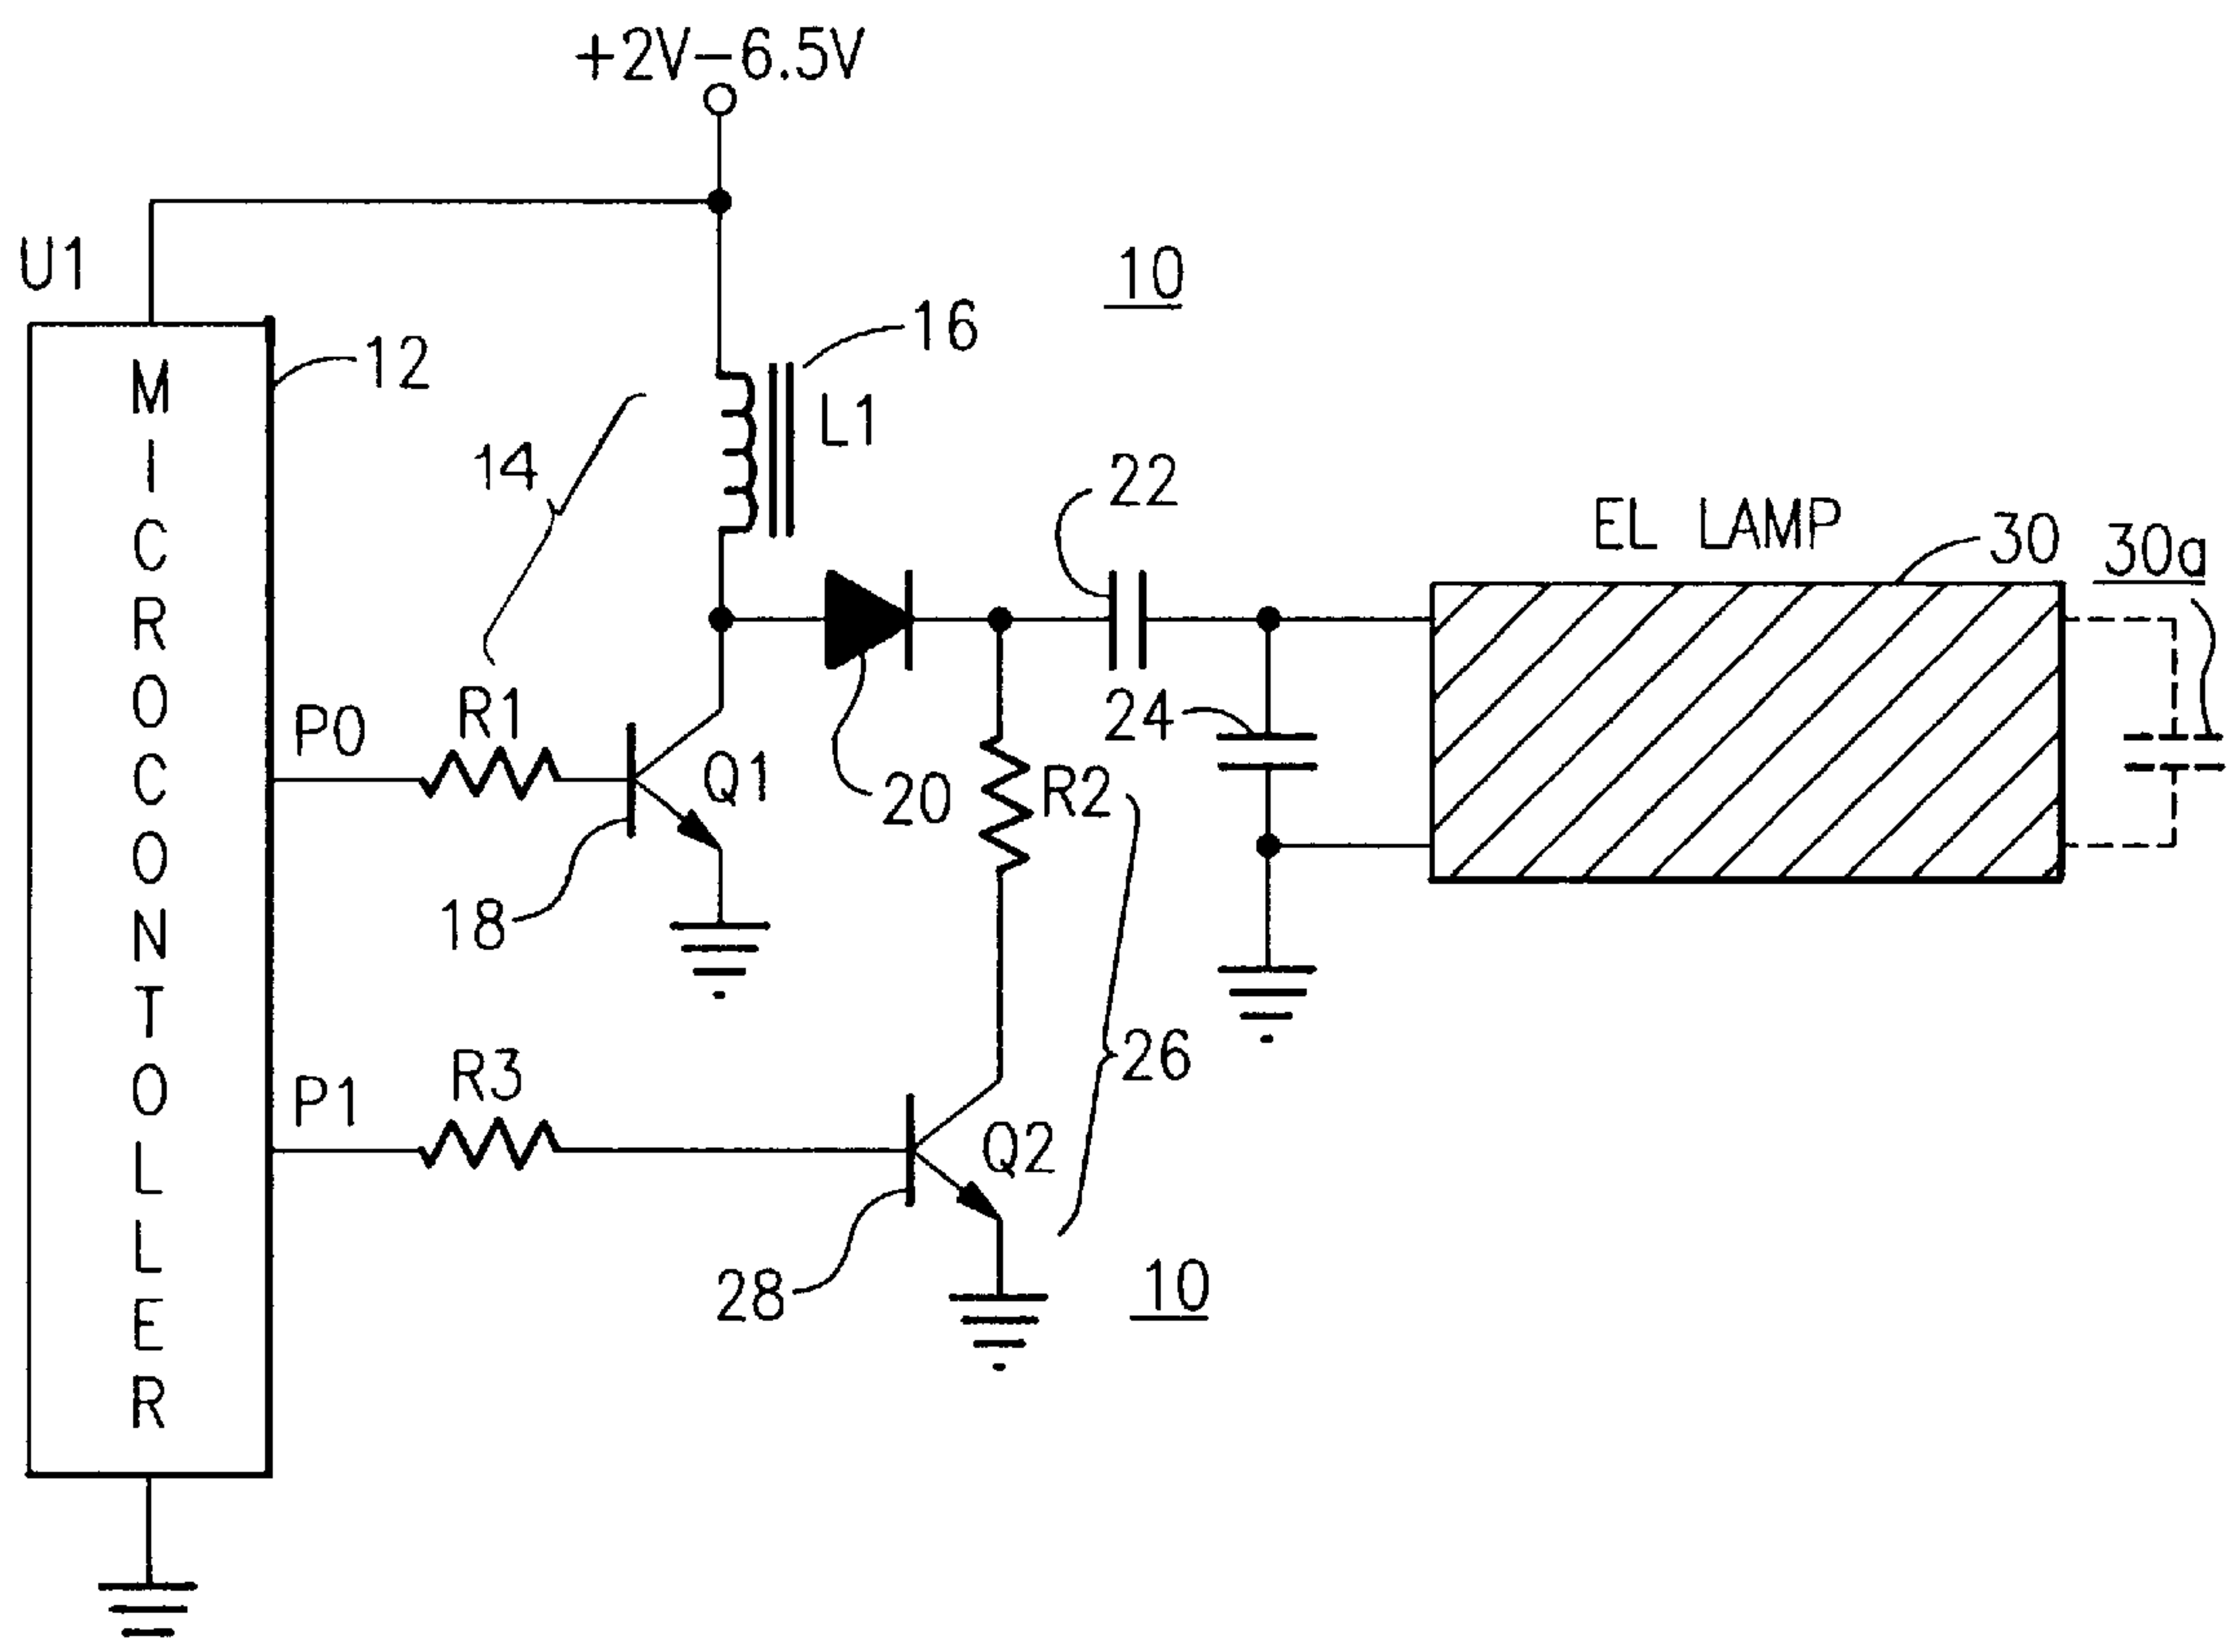 +2V-6.5V
U1
10
16
12
MICROCONTOLLER
L1
14
22
EL LAMP
30
30a
R1
P0
24
Q1
20
R2
18
26
R3
P1
Q2
28
10